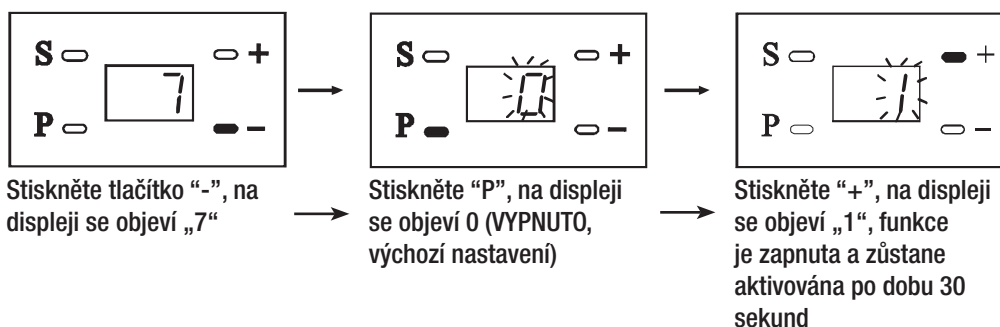 S +
7
P -
S +
0
P -
S +
1
P -
Stiskněte tlačítko “-”, na
displeji se objeví „7“
Stiskněte “P”, na displeji
se objeví 0 (VYPNUTO,
výchozí nastavení)
Stiskněte “+”, na displeji
se objeví „1“, funkce
je zapnuta a zůstane
aktivována po dobu 30
sekund